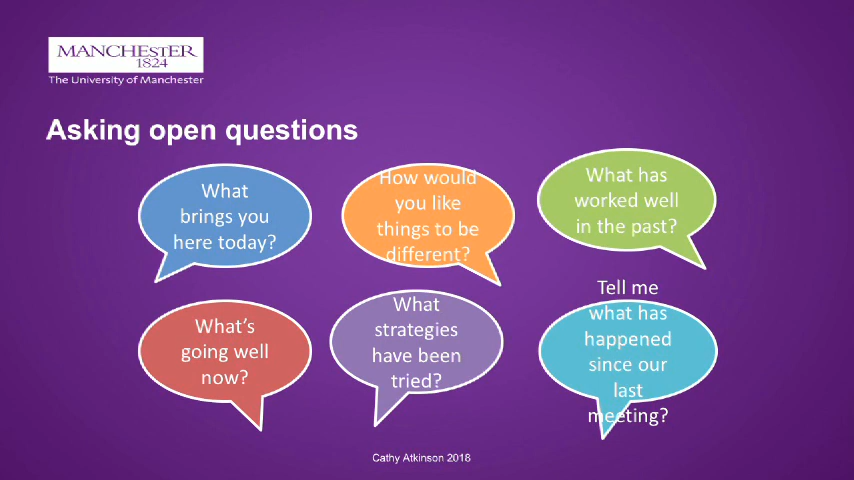 MANCHESTER
1824
The University of Manchester
Asking open questions
What
brings you
here today?
How would
you like
things to be
different?
What has
worked well
in the past?
What's
going well
now?
What
strategies
have been
tried?
Tell me
what has
happened
since our
last
meeting?
Cathy Atkinson 2018